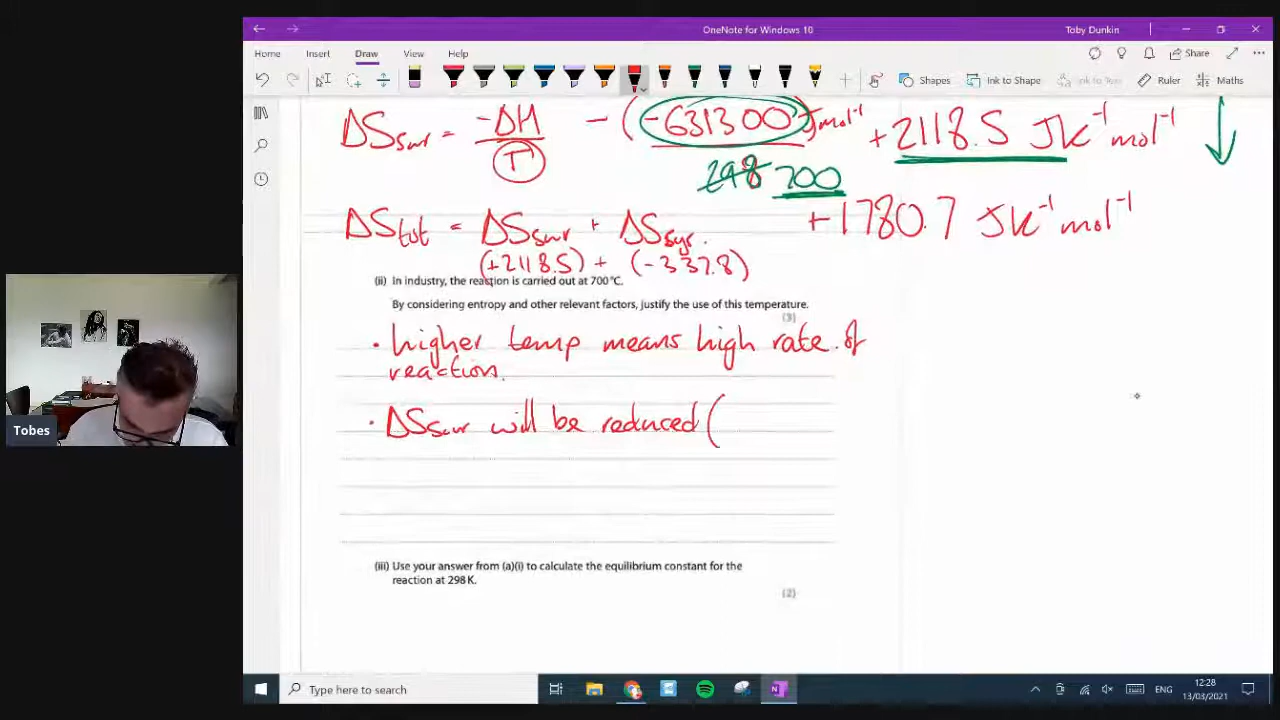 OneNote for Windows 10
Toby Dunkin
Home Insert Draw View Help
Share
Shapes Ink to Shape Ink to Text Ruler Maths
ΔSsur = -ΔH/T - (-631300 Jmol⁻¹ +2118.5 JK⁻¹mol⁻¹
298 700
ΔStot = ΔSsur + ΔSsys. +1780.7 JK⁻¹mol⁻¹
(+2118.5) + (-337.8)
(ii) In industry, the reaction is carried out at 700 °C.
By considering entropy and other relevant factors, justify the use of this temperature.
(3)
• higher temp means high rate of
reaction.
• ΔSsur will be reduced (
Tobes
(iii) Use your answer from (a)(i) to calculate the equilibrium constant for the
reaction at 298 K.
(2)
Type here to search
ENG
12:28
13/03/2021